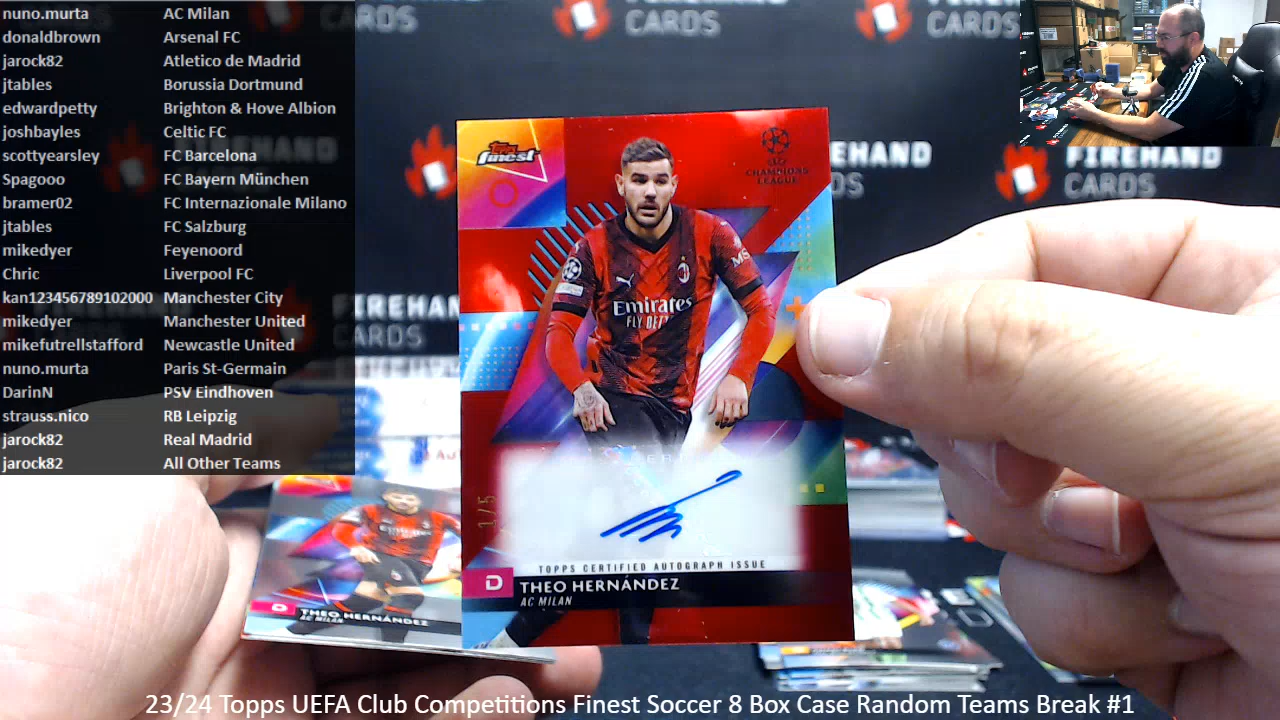 nuno.murta AC Milan
donaldbrown Arsenal FC
jarock82 Atletico de Madrid
jtables Borussia Dortmund
edwardpetty Brighton & Hove Albion
joshbayles Celtic FC
scottyearsley FC Barcelona
Spagooo FC Bayern München
bramer02 FC Internazionale Milano
jtables FC Salzburg
mikedyer Feyenoord
Chric Liverpool FC
kan123456789102000 Manchester City
mikedyer Manchester United
mikefutrellstafford Newcastle United
nuno.murta Paris St-Germain
DarinN PSV Eindhoven
strauss.nico RB Leipzig
jarock82 Real Madrid
jarock82 All Other Teams
CARDS
CARDS
FIREHAND
CARDS
FIREHAND
CARDS
Topps
finest
CHAMPIONS
LEAGUE
Emirates
FLY BETTER
1/5
TOPPS CERTIFIED AUTOGRAPH ISSUE
D THEO HERNÁNDEZ
AC MILAN
D THEO HERNÁNDEZ
AC MILAN
23/24 Topps UEFA Club Competitions Finest Soccer 8 Box Case Random Teams Break #1